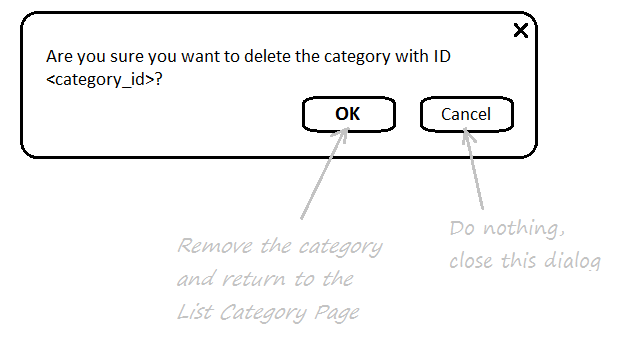 Are you sure you want to delete the category with ID
<category_id>?
OK
Cancel
Remove the category
and return to the
List Category Page
Do nothing,
close this dialog